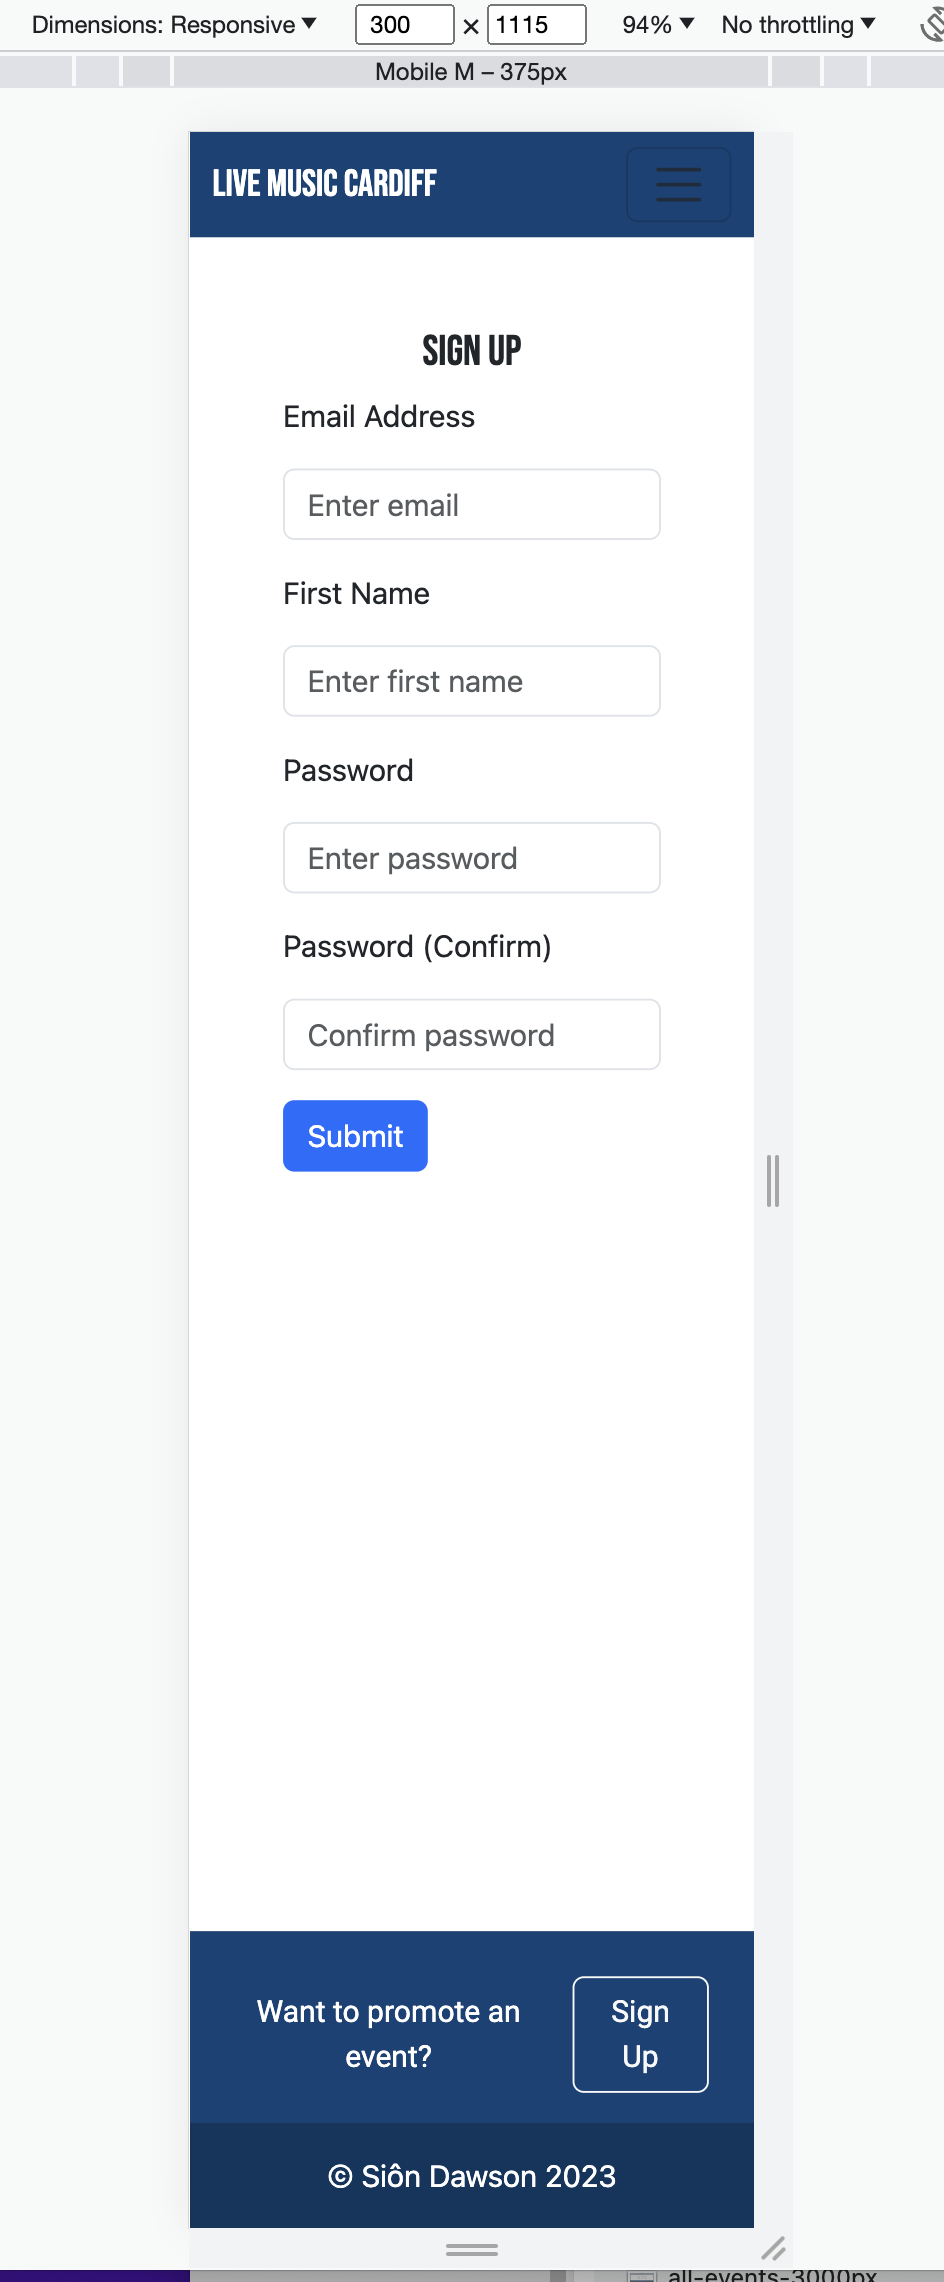 Dimensions: Responsive ▼ 300 × 1115 94% ▼ No throttling ▼
Mobile M – 375px
LIVE MUSIC CARDIFF
SIGN UP
Email Address
Enter email
First Name
Enter first name
Password
Enter password
Password (Confirm)
Confirm password
Submit
Want to promote an
event?
Sign
Up
© Siôn Dawson 2023
all-events-3000px